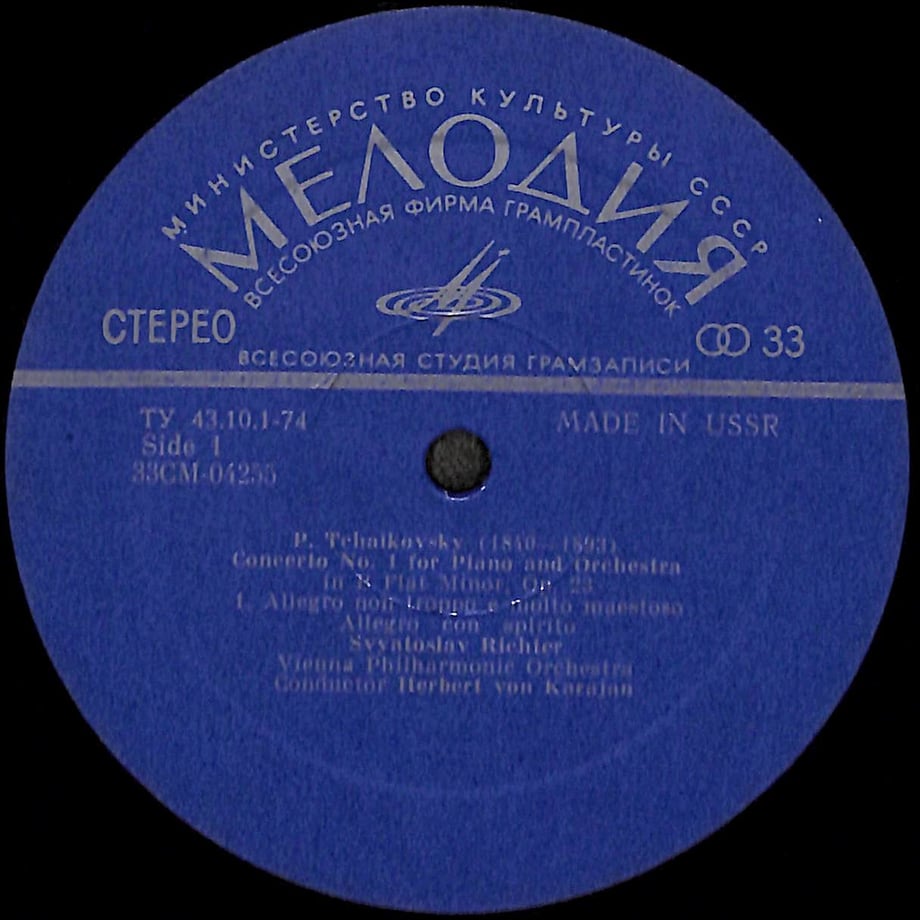 МИНИСТЕРСТВО КУЛЬТУРЫ СССР
МЕЛОДИЯ
ВСЕСОЮЗНАЯ ФИРМА ГРАМПЛАСТИНОК
СТЕРЕО
33
ВСЕСОЮЗНАЯ СТУДИЯ ГРАМЗАПИСИ
ТУ 43.10.1-74
MADE IN USSR
Side 1
33СМ-04255
P. Tchaikovsky (1840—1893)
Concerto No. 1 for Piano and Orchestra
in B Flat Minor, Op. 23
1. Allegro non troppo e molto maestoso
Allegro con spirito
Svyatoslav Richter
Vienna Philharmonic Orchestra
Conductor Herbert von Karajan